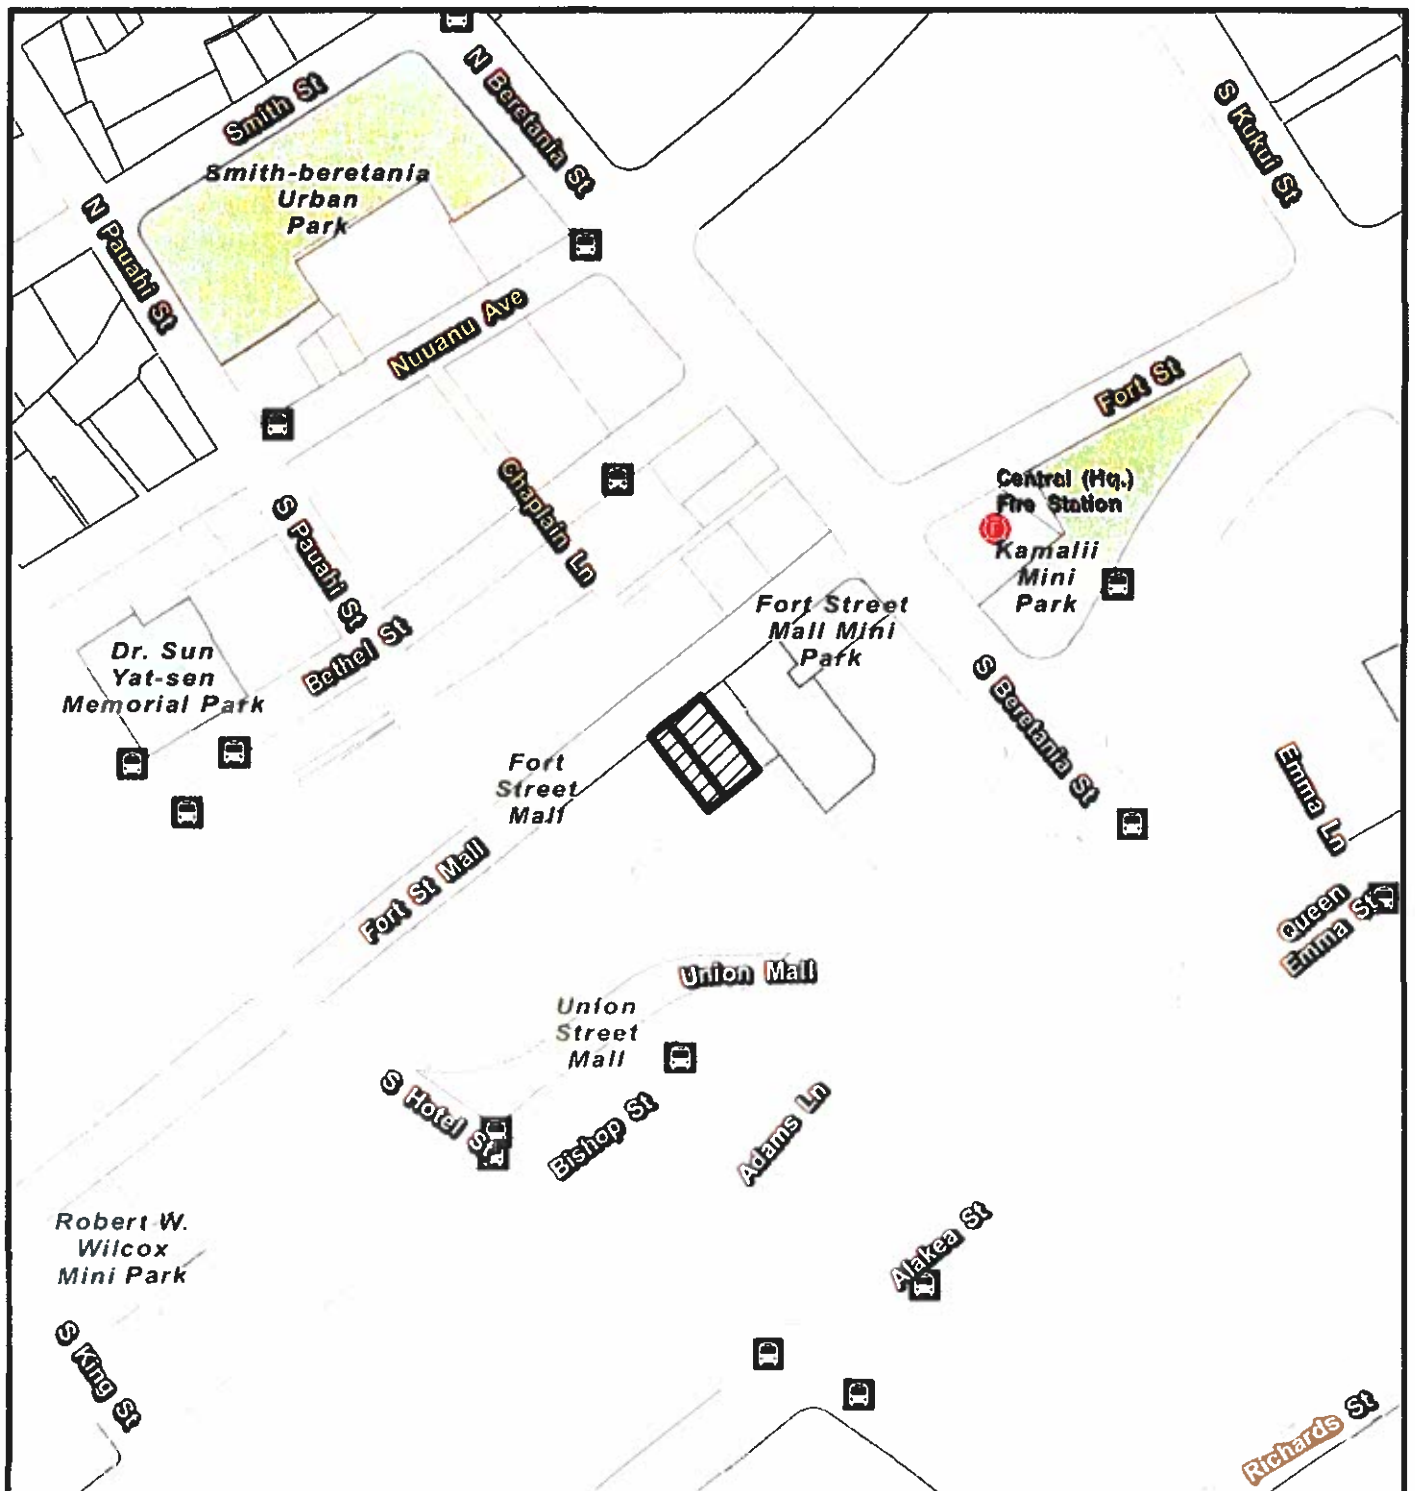 N Beretania St
Smith St
S Kukui St
Smith-beretania
Urban
Park
N Pauahi St
Nuuanu Ave
Fort St
Chaplain Ln
Central (Hq.)
Fire Station
S Pauahi St
Kamalii
Mini
Park
Fort Street
Mall Mini
Park
Bethel St
Dr. Sun
Yat-sen
Memorial Park
S Beretania St
Fort
Street
Mall
Emma Ln
Fort St Mall
Queen
Emma St
Union Mall
Union
Street
Mall
S Hotel St
Bishop St
Adams Ln
Alakea St
Robert W.
Wilcox
Mini Park
S King St
Richards St